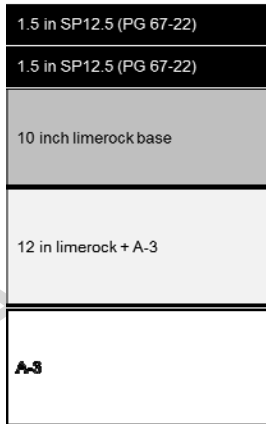 1.5 in SP12.5 (PG 67-22)
1.5 in SP12.5 (PG 67-22)
10 inch limerock base
12 in limerock + A-3
A-3